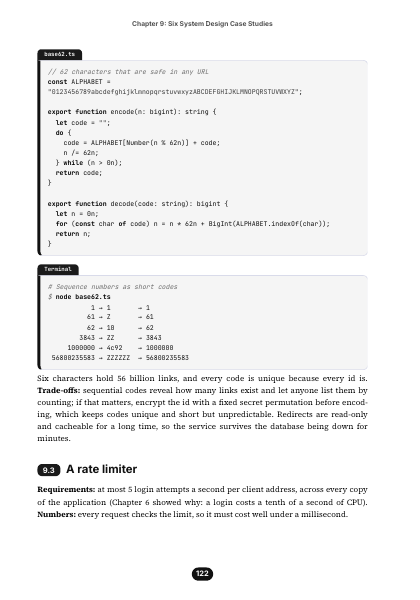 Chapter 9: Six System Design Case Studies
base62.ts
// 62 characters that are safe in any URL
const ALPHABET =
"0123456789abcdefghijklmnopqrstuvwxyzABCDEFGHIJKLMNOPQRSTUVWXYZ";
export function encode(n: bigint): string {
let code = "";
do {
code = ALPHABET[Number(n % 62n)] + code;
n /= 62n;
} while (n > 0n);
return code;
}
export function decode(code: string): bigint {
let n = 0n;
for (const char of code) n = n * 62n + BigInt(ALPHABET.indexOf(char));
return n;
}
Terminal
# Sequence numbers as short codes
$ node base62.ts
1 → 1 → 1
61 → Z → 61
62 → 10 → 62
3843 → ZZ → 3843
1000000 → 4c92 → 1000000
56800235583 → ZZZZZZ → 56800235583
Six characters hold 56 billion links, and every code is unique because every id is.
Trade-offs: sequential codes reveal how many links exist and let anyone list them by
counting; if that matters, encrypt the id with a fixed secret permutation before encod-
ing, which keeps codes unique and short but unpredictable. Redirects are read-only
and cacheable for a long time, so the service survives the database being down for
minutes.
9.3 A rate limiter
Requirements: at most 5 login attempts a second per client address, across every copy
of the application (Chapter 6 showed why: a login costs a tenth of a second of CPU).
Numbers: every request checks the limit, so it must cost well under a millisecond.
122